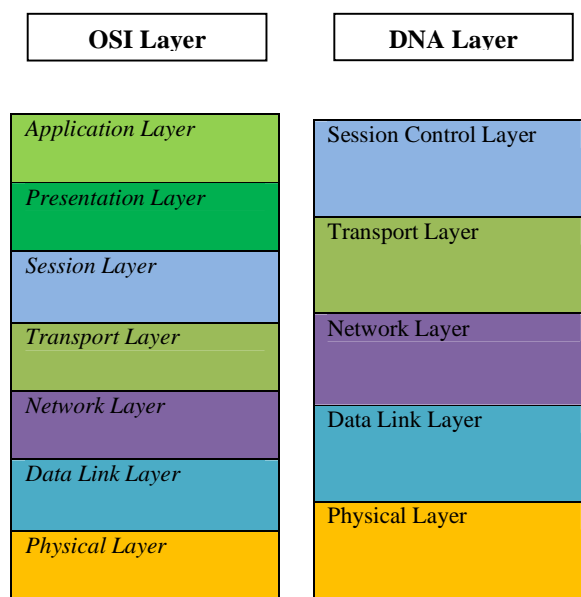 OSI Layer
DNA Layer
Application Layer
Presentation Layer
Session Layer
Transport Layer
Network Layer
Data Link Layer
Physical Layer
Session Control Layer
Transport Layer
Network Layer
Data Link Layer
Physical Layer